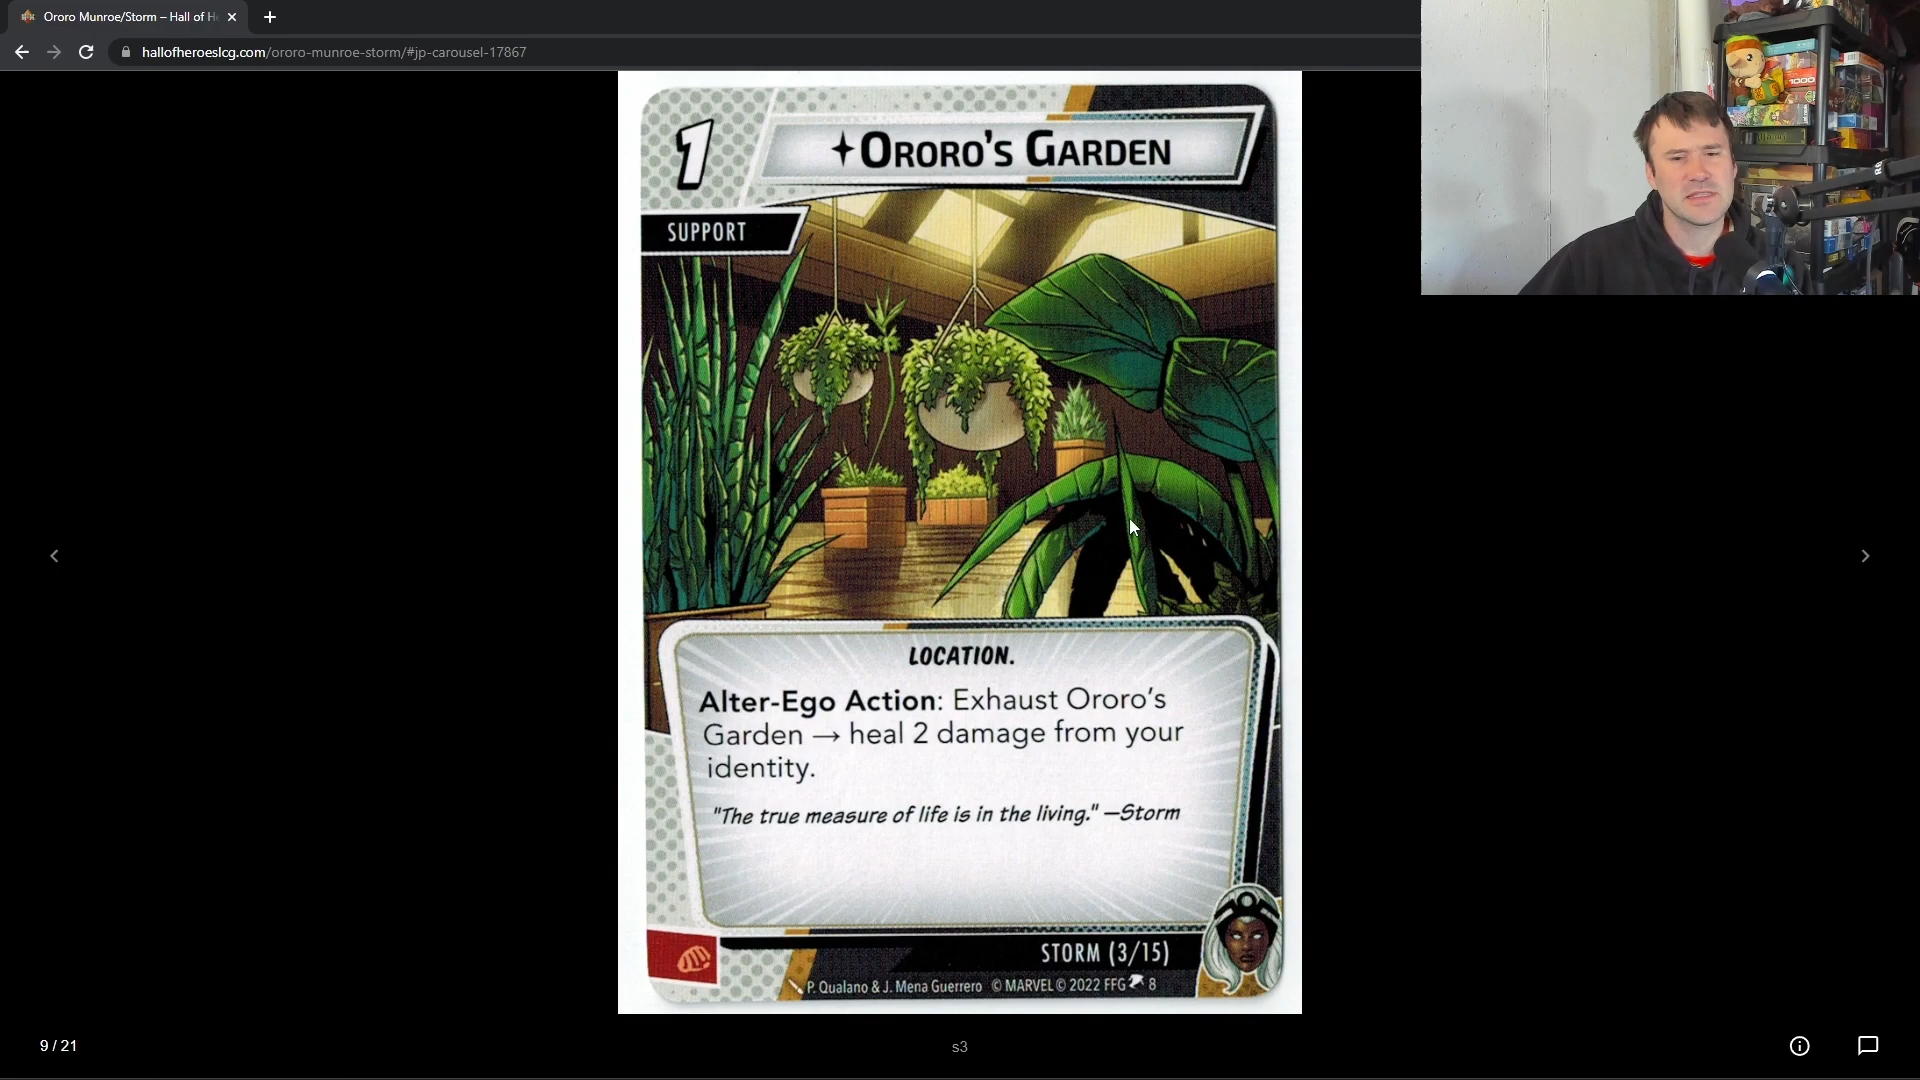 Ororo Munroe/Storm – Hall of H
hallofheroeslcg.com/ororo-munroe-storm/#jp-carousel-17867
1
ORORO'S GARDEN
SUPPORT
LOCATION.
Alter-Ego Action: Exhaust Ororo's
Garden → heal 2 damage from your
identity.
"The true measure of life is in the living." —Storm
STORM (3/15)
P. Qualano & J. Mena Guerrero © MARVEL © 2022 FFG 8
9 / 21
s3
1000